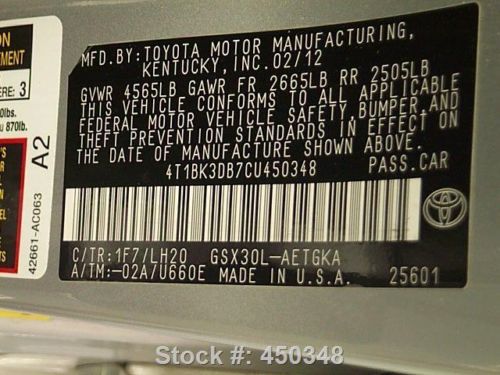 ON
EMENT
ERE: 3
0lbs.
870lb.
A2
42661-AC063
MFD.BY:TOYOTA MOTOR MANUFACTURING,
KENTUCKY, INC.02/12
GVWR 4565LB GAWR FR 2665LB RR 2505LB
THIS VEHICLE CONFORMS TO ALL APPLICABLE
FEDERAL MOTOR VEHICLE SAFETY,BUMPER,AND
THEFT PREVENTION STANDARDS IN EFFECT ON
THE DATE OF MANUFACTURE SHOWN ABOVE.
4T1BK3DB7CU450348 PASS.CAR
C/TR:1F7/LH20 GSX30L-AETGKA
A/TM:-02A/U660E MADE IN U.S.A. 25601
Stock #: 450348